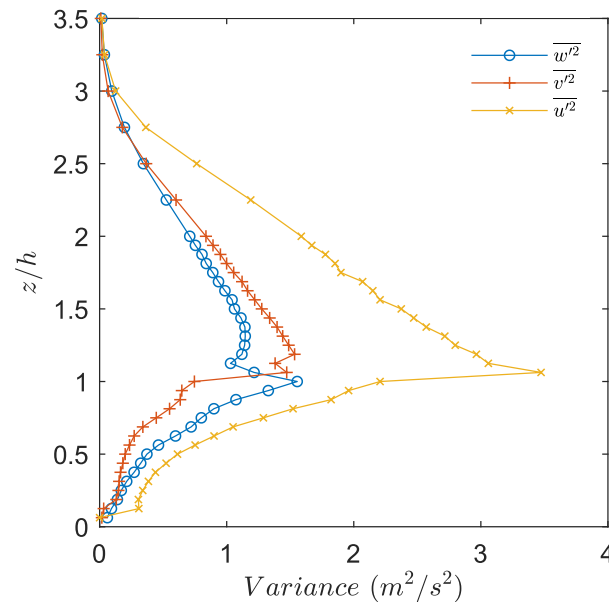 3.5
3
2.5
2
1.5
1
0.5
0
z/h
0 1 2 3 4
Variance (m²/s²)
w′²
v′²
u′²